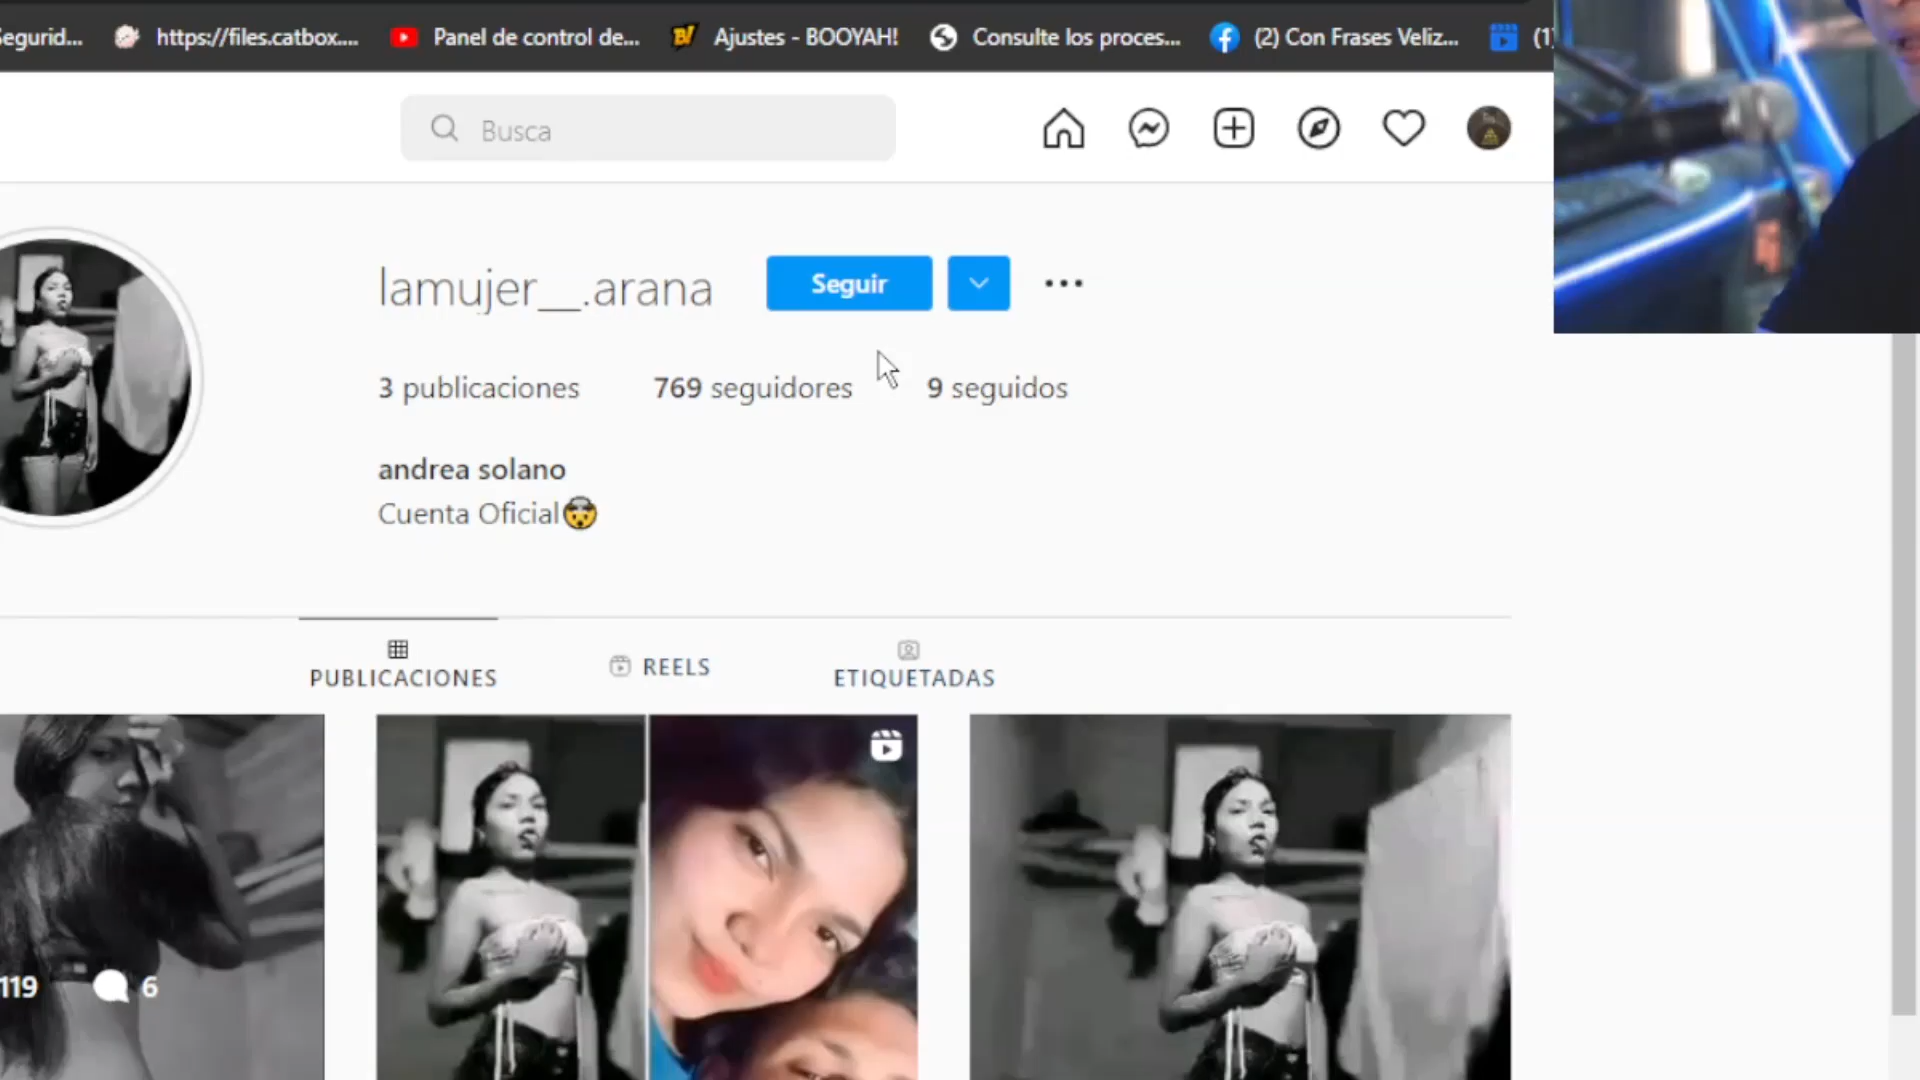 Segurid... https://files.catbox.... Panel de control de... Ajustes - BOOYAH! Consulte los proces... (2) Con Frases Veliz... (1)
Busca
lamujer__.arana Seguir
3 publicaciones 769 seguidores 9 seguidos
andrea solano
Cuenta Oficial🤯
PUBLICACIONES REELS ETIQUETADAS
119 6